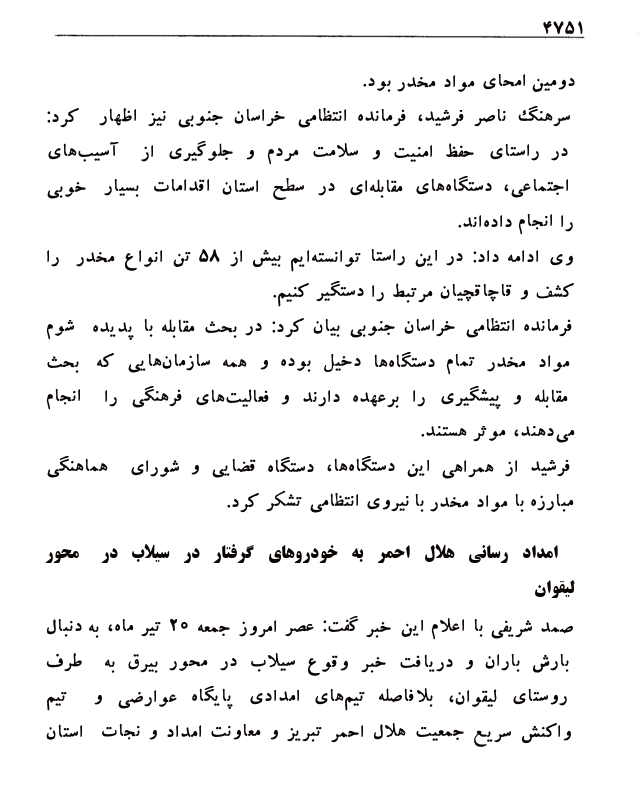 ۴۷۵۱
دومین امحای مواد مخدر بود.
سرهنگ ناصر فرشید، فرمانده انتظامی خراسان جنوبی نیز اظهار کرد:
در راستای حفظ امنیت و سلامت مردم و جلوگیری از آسیب‌های
اجتماعی، دستگاه‌های مقابله‌ای در سطح استان اقدامات بسیار خوبی
را انجام داده‌اند.
وی ادامه داد: در این راستا توانسته‌ایم بیش از ۵۸ تن انواع مخدر را
کشف و قاچاقچیان مرتبط را دستگیر کنیم.
فرمانده انتظامی خراسان جنوبی بیان کرد: در بحث مقابله با پدیده شوم
مواد مخدر تمام دستگاه‌ها دخیل بوده و همه سازمان‌هایی که بحث
مقابله و پیشگیری را برعهده دارند و فعالیت‌های فرهنگی را انجام
می‌دهند، موثر هستند.
فرشید از همراهی این دستگاه‌ها، دستگاه قضایی و شورای هماهنگی
مبارزه با مواد مخدر با نیروی انتظامی تشکر کرد.
امداد رسانی هلال احمر به خودروهای گرفتار در سیلاب در محور
لیقوان
صمد شریفی با اعلام این خبر گفت: عصر امروز جمعه ۲۰ تیر ماه، به دنبال
بارش باران و دریافت خبر وقوع سیلاب در محور بیرق به طرف
روستای لیقوان، بلافاصله تیم‌های امدادی پایگاه عوارضی و تیم
واکنش سریع جمعیت هلال احمر تبریز و معاونت امداد و نجات استان